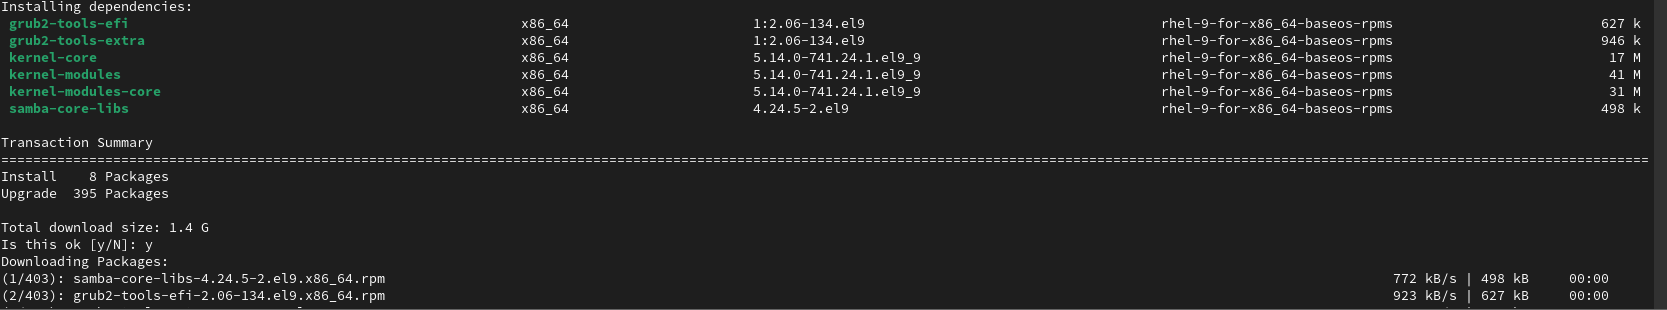 Installing dependencies:
grub2-tools-efi x86_64 1:2.06-134.el9 rhel-9-for-x86_64-baseos-rpms 627 k
grub2-tools-extra x86_64 1:2.06-134.el9 rhel-9-for-x86_64-baseos-rpms 946 k
kernel-core x86_64 5.14.0-741.24.1.el9_9 rhel-9-for-x86_64-baseos-rpms 17 M
kernel-modules x86_64 5.14.0-741.24.1.el9_9 rhel-9-for-x86_64-baseos-rpms 41 M
kernel-modules-core x86_64 5.14.0-741.24.1.el9_9 rhel-9-for-x86_64-baseos-rpms 31 M
samba-core-libs x86_64 4.24.5-2.el9 rhel-9-for-x86_64-baseos-rpms 498 k
Transaction Summary
Install 8 Packages
Upgrade 395 Packages
Total download size: 1.4 G
Is this ok [y/N]: y
Downloading Packages:
(1/403): samba-core-libs-4.24.5-2.el9.x86_64.rpm 772 kB/s | 498 kB 00:00
(2/403): grub2-tools-efi-2.06-134.el9.x86_64.rpm 923 kB/s | 627 kB 00:00